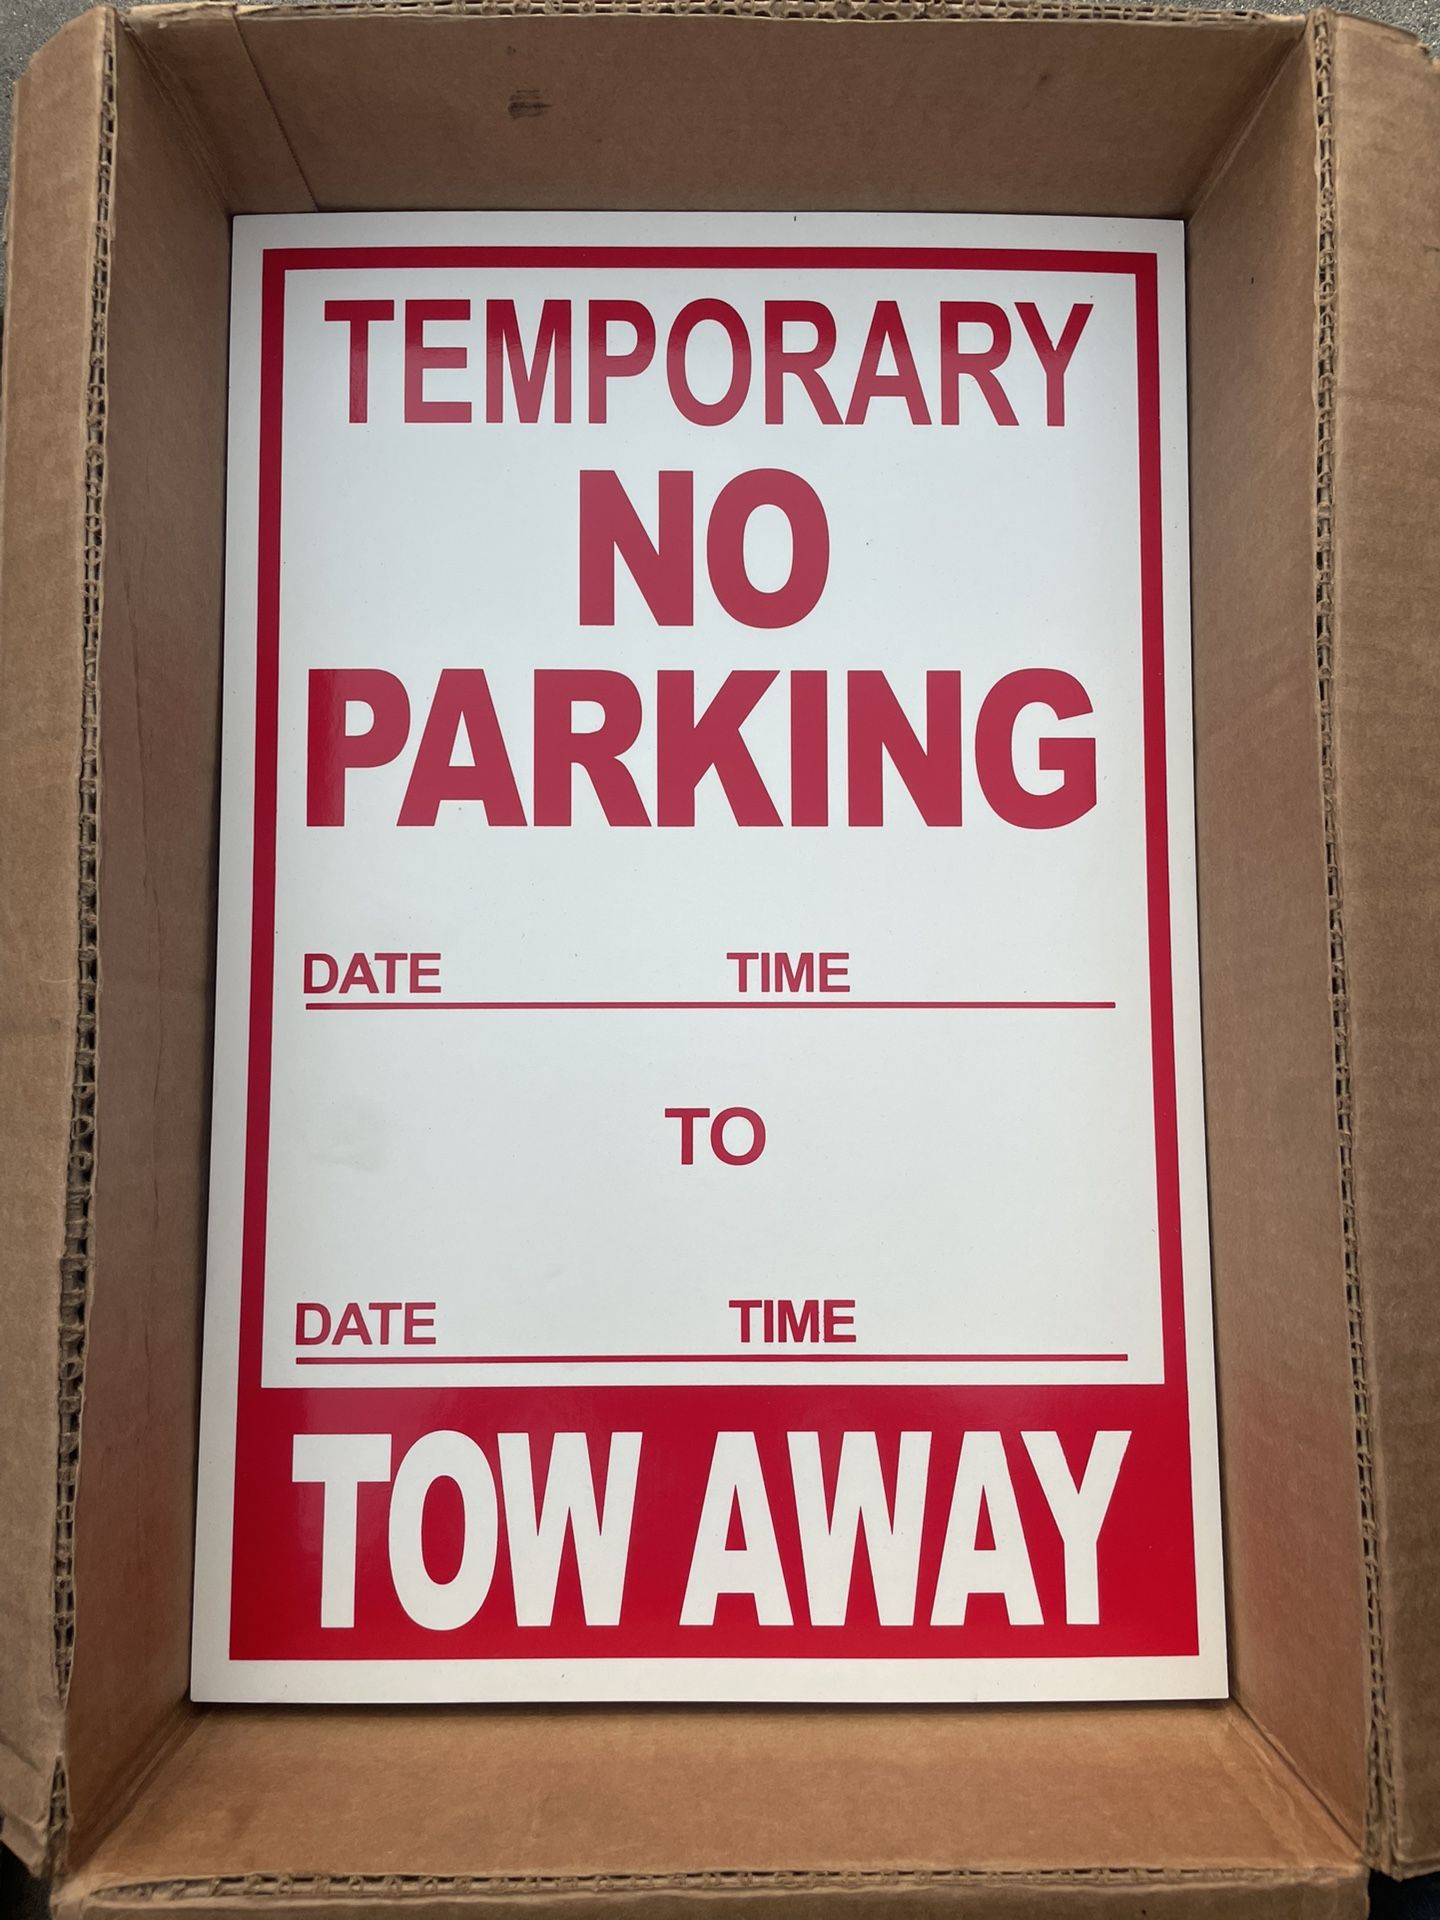 TEMPORARY
NO
PARKING
DATE TIME
TO
DATE TIME
TOW AWAY